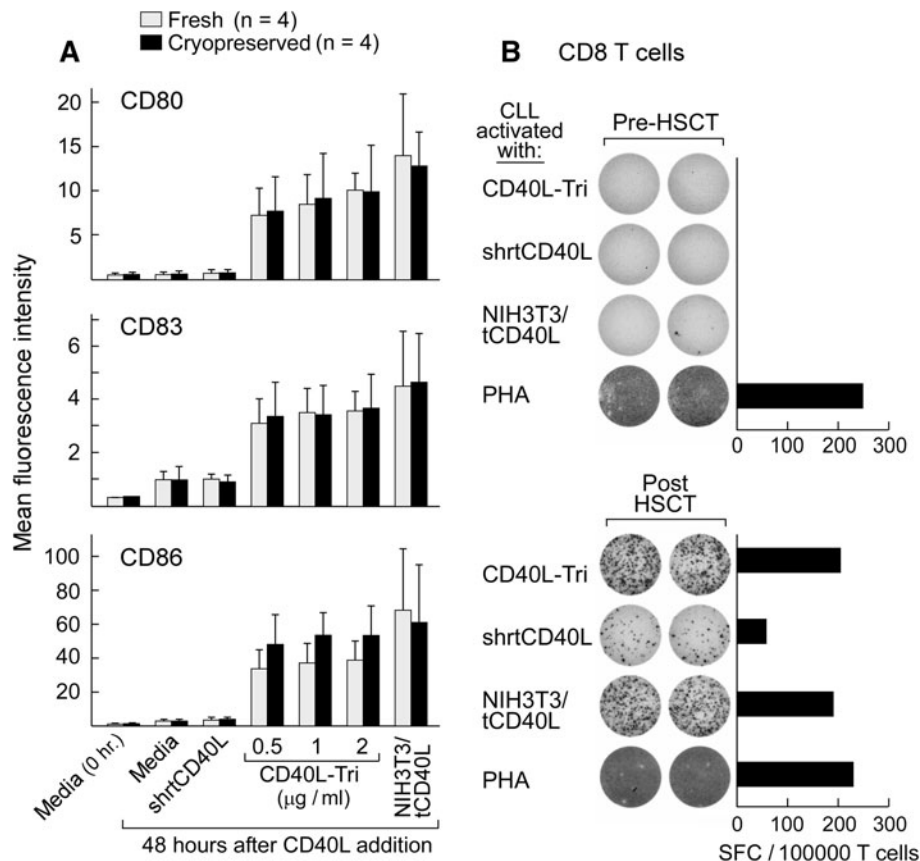 Fresh (n = 4)
Cryopreserved (n = 4)
A
CD80
20
15
10
5
CD83
6
4
2
CD86
100
80
60
40
20
Mean fluorescence intensity
Media (0 hr.)
Media
shrtCD40L
0.5
1
2
CD40L-Tri
(μg / ml)
NIH3T3/
tCD40L
48 hours after CD40L addition
B CD8 T cells
CLL
activated
with:
Pre-HSCT
CD40L-Tri
shrtCD40L
NIH3T3/
tCD40L
PHA
0 100 200 300
Post
HSCT
CD40L-Tri
shrtCD40L
NIH3T3/
tCD40L
PHA
0 100 200 300
SFC / 100000 T cells